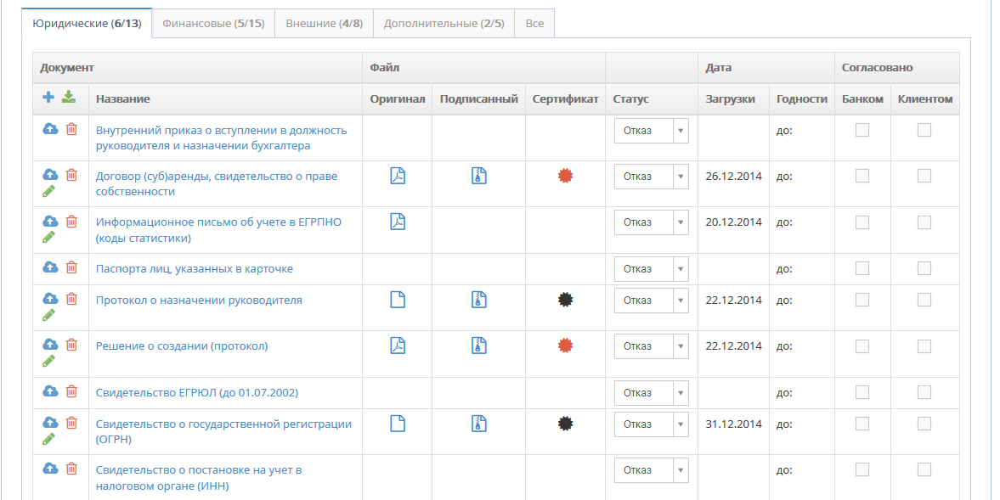 Юридические (6/13) Финансовые (5/15) Внешние (4/8) Дополнительные (2/5) Все
Документ Файл Дата Согласовано
Название Оригинал Подписанный Сертификат Статус Загрузки Годности Банком Клиентом
Внутренний приказ о вступлении в должность
руководителя и назначении бухгалтера
Отказ до:
Договор (суб)аренды, свидетельство о праве
собственности
Отказ 26.12.2014 до:
Информационное письмо об учете в ЕГРПНО
(коды статистики)
Отказ 20.12.2014 до:
Паспорта лиц, указанных в карточке Отказ до:
Протокол о назначении руководителя Отказ 22.12.2014 до:
Решение о создании (протокол) Отказ 22.12.2014 до:
Свидетельство ЕГРЮЛ (до 01.07.2002) Отказ до:
Свидетельство о государственной регистрации
(ОГРН)
Отказ 31.12.2014 до:
Свидетельство о постановке на учет в
налоговом органе (ИНН)
Отказ до: